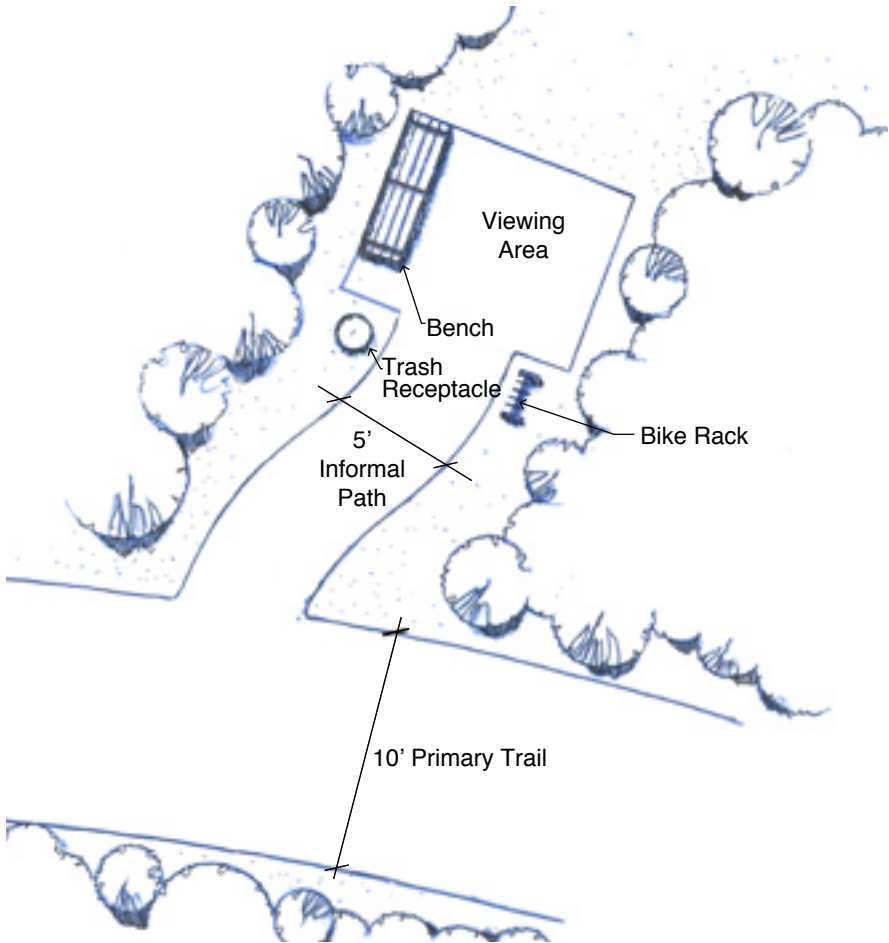 Viewing
Area
Bench
Trash
Receptacle
Bike Rack
5’
Informal
Path
10’ Primary Trail